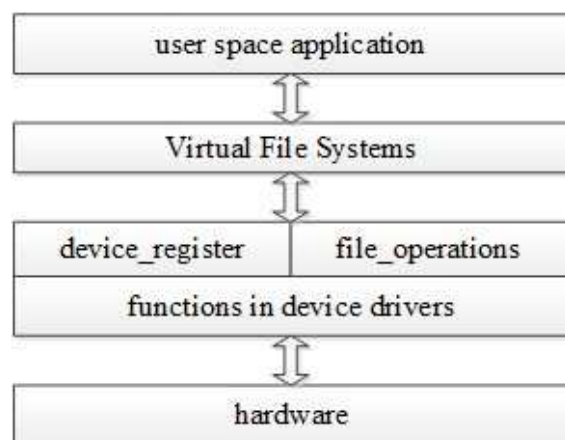 user space application
Virtual File Systems
device_register
file_operations
functions in device drivers
hardware